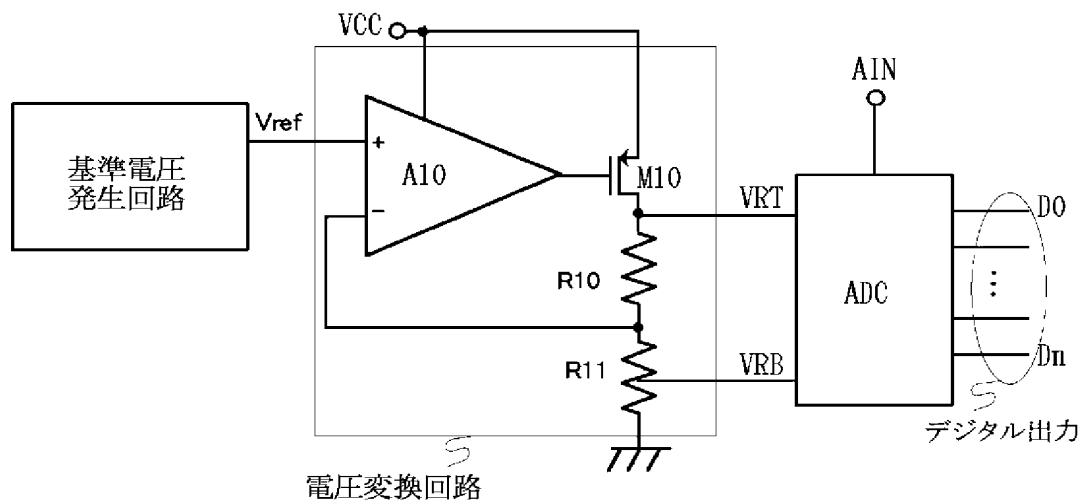 VCC
AIN
Vref
+
基準電圧
発生回路
A10
M10
−
VRT
D0
R10
ADC
…
R11
VRB
Dn
デジタル出力
電圧変換回路